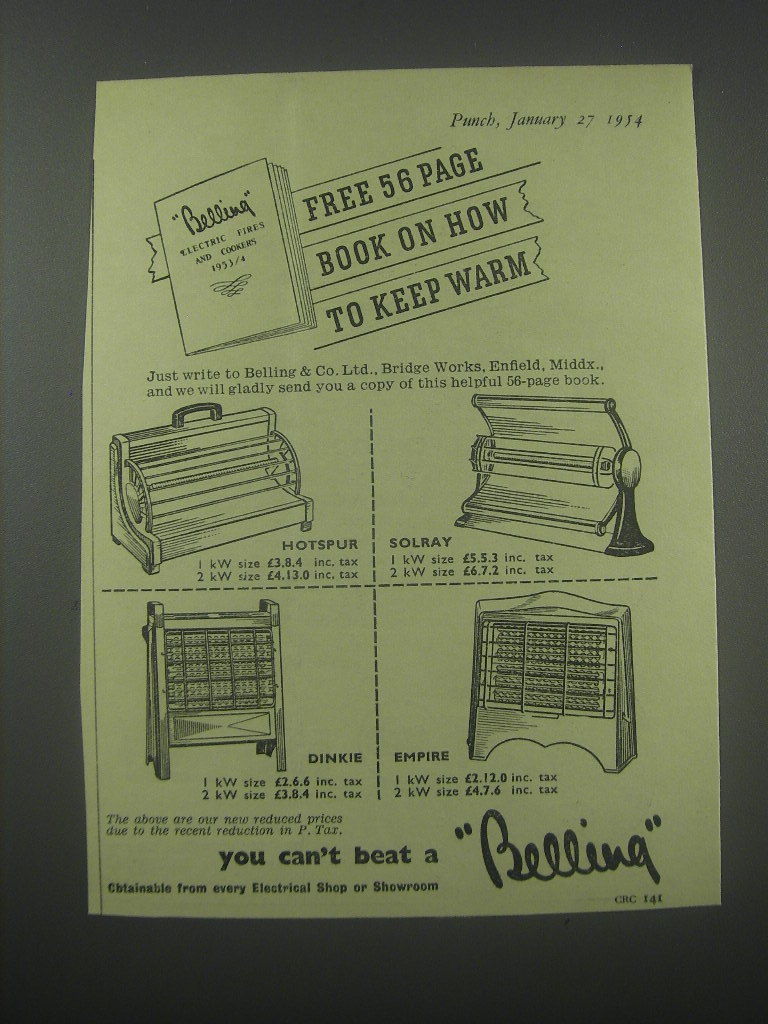 Punch, January 27 1954
"Belling"
ELECTRIC FIRES
AND COOKERS
1953/4
FREE 56 PAGE
BOOK ON HOW
TO KEEP WARM
Just write to Belling & Co. Ltd., Bridge Works, Enfield, Middx.,
and we will gladly send you a copy of this helpful 56-page book.
HOTSPUR
1 kW size £3.8.4 inc. tax
2 kW size £4.13.0 inc. tax
SOLRAY
1 kW size £5.5.3 inc. tax
2 kW size £6.7.2 inc. tax
DINKIE
1 kW size £2.6.6 inc. tax
2 kW size £3.8.4 inc. tax
EMPIRE
1 kW size £2.12.0 inc. tax
2 kW size £4.7.6 inc. tax
The above are our new reduced prices
due to the recent reduction in P. Tax.
you can't beat a "Belling"
Obtainable from every Electrical Shop or Showroom
CRC 141